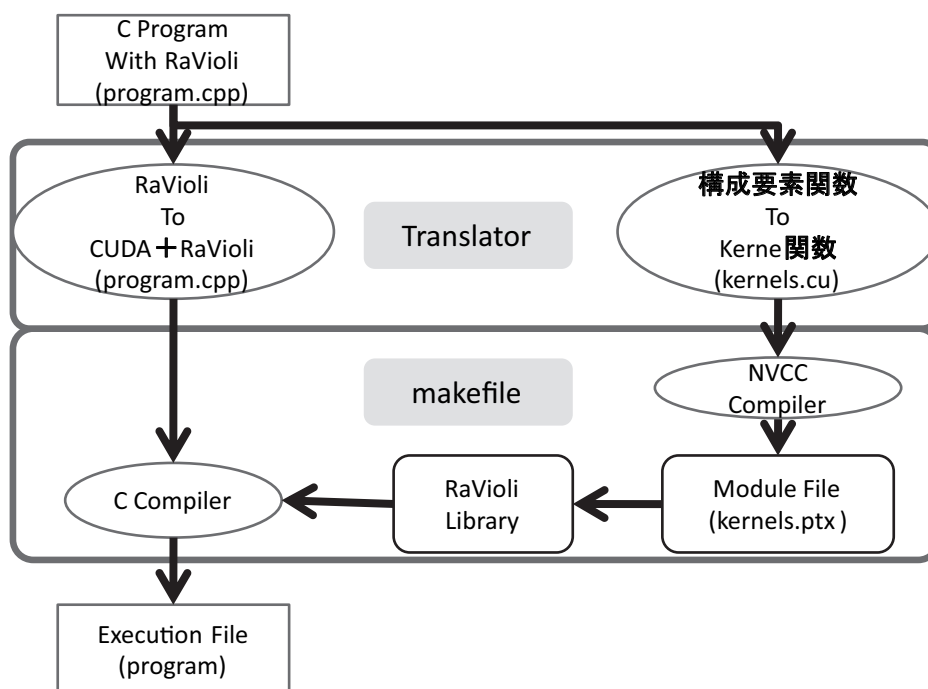 C Program
With RaVioli
(program.cpp)
RaVioli
To
CUDA＋RaVioli
(program.cpp)
Translator
構成要素関数
To
Kerne関数
(kernels.cu)
makefile
NVCC
Compiler
C Compiler
RaVioli
Library
Module File
(kernels.ptx)
Execution File
(program)